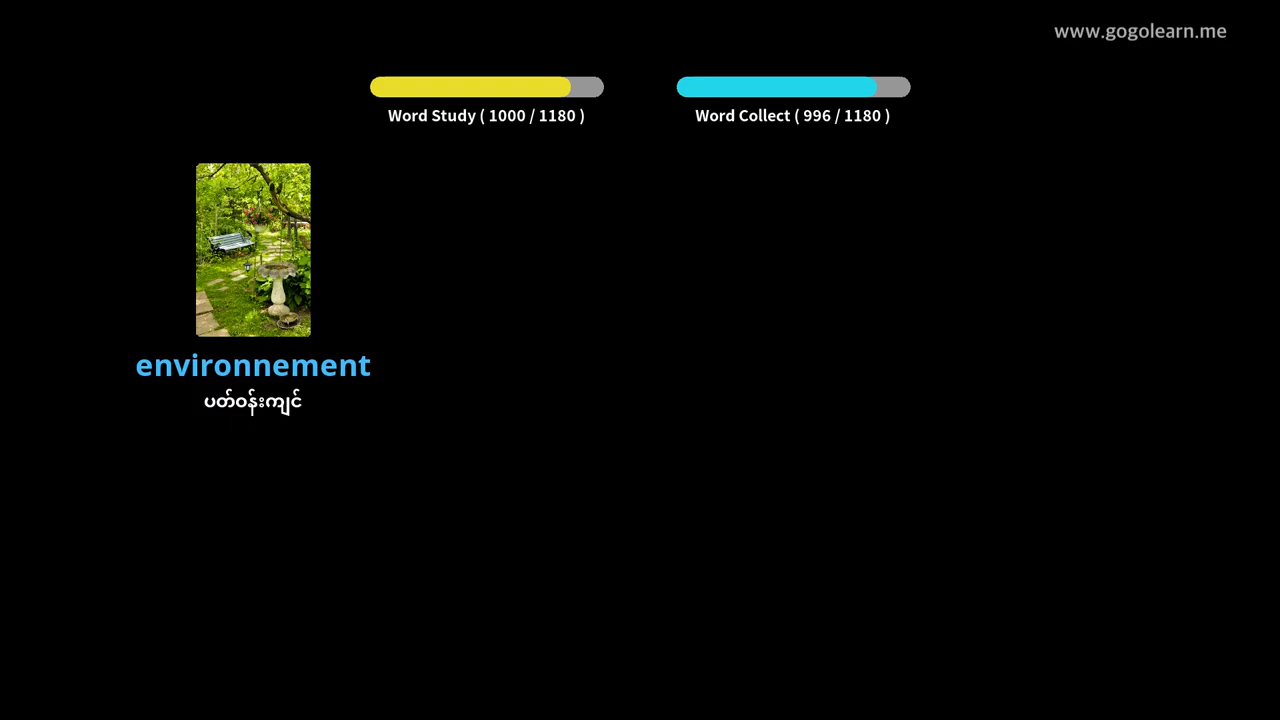 www.gogolearn.me
Word Study ( 1000 / 1180 )
Word Collect ( 996 / 1180 )
environnement
ပတ်ဝန်းကျင်